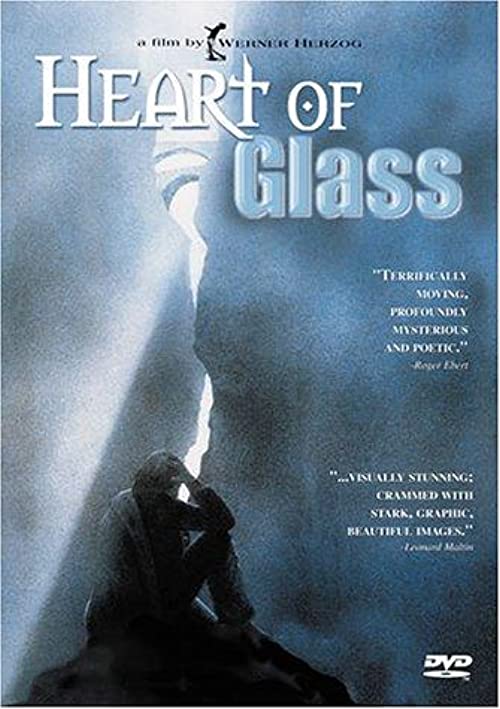 a film by WERNER HERZOG
HEART OF
Glass
"TERRIFICALLY
MOVING,
PROFOUNDLY
MYSTERIOUS
AND POETIC."
-Roger Ebert
"...VISUALLY STUNNING;
CRAMMED WITH
STARK, GRAPHIC,
BEAUTIFUL IMAGES."
-Leonard Maltin
DVD